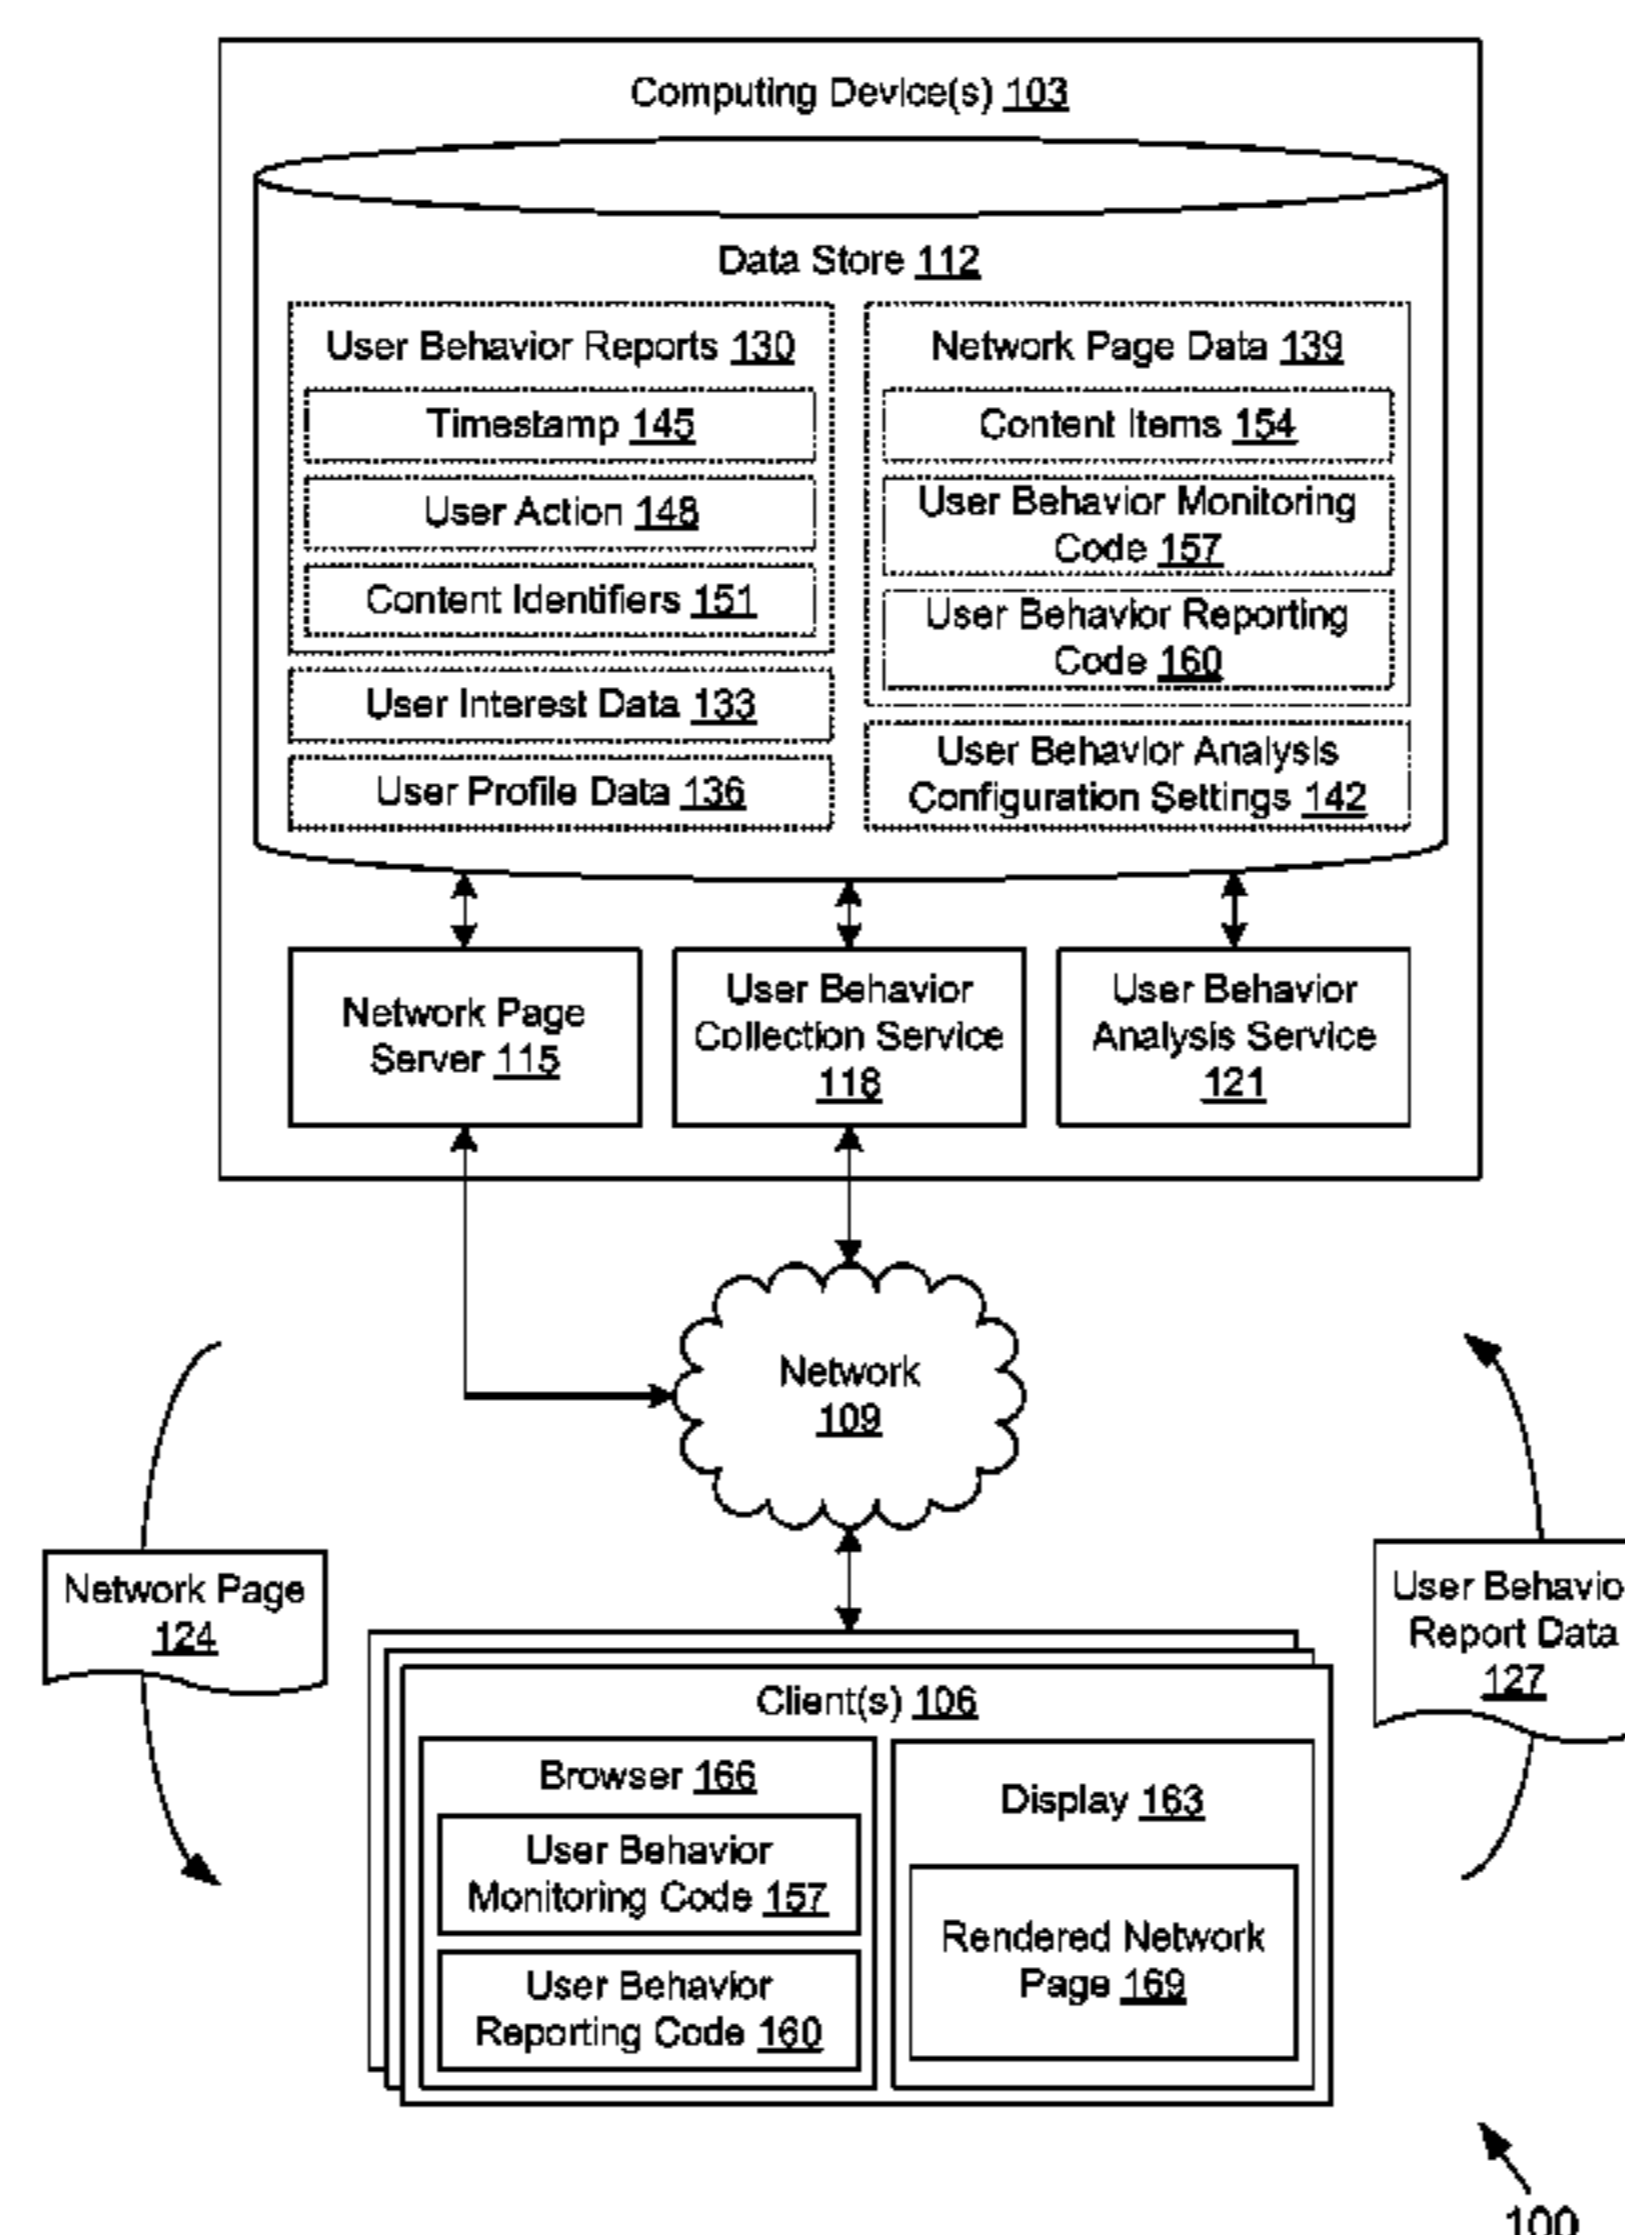 Computing Device(s) 103
Data Store 112
User Behavior Reports 130
Timestamp 145
User Action 148
Content Identifiers 151
User Interest Data 133
User Profile Data 136
Network Page Data 139
Content Items 154
User Behavior Monitoring
Code 157
User Behavior Reporting
Code 160
User Behavior Analysis
Configuration Settings 142
Network Page
Server 115
User Behavior
Collection Service
118
User Behavior
Analysis Service
121
Network
109
Network Page
124
User Behavio
Report Data
127
Client(s) 106
Browser 166
User Behavior
Monitoring Code 157
User Behavior
Reporting Code 160
Display 163
Rendered Network
Page 169
100